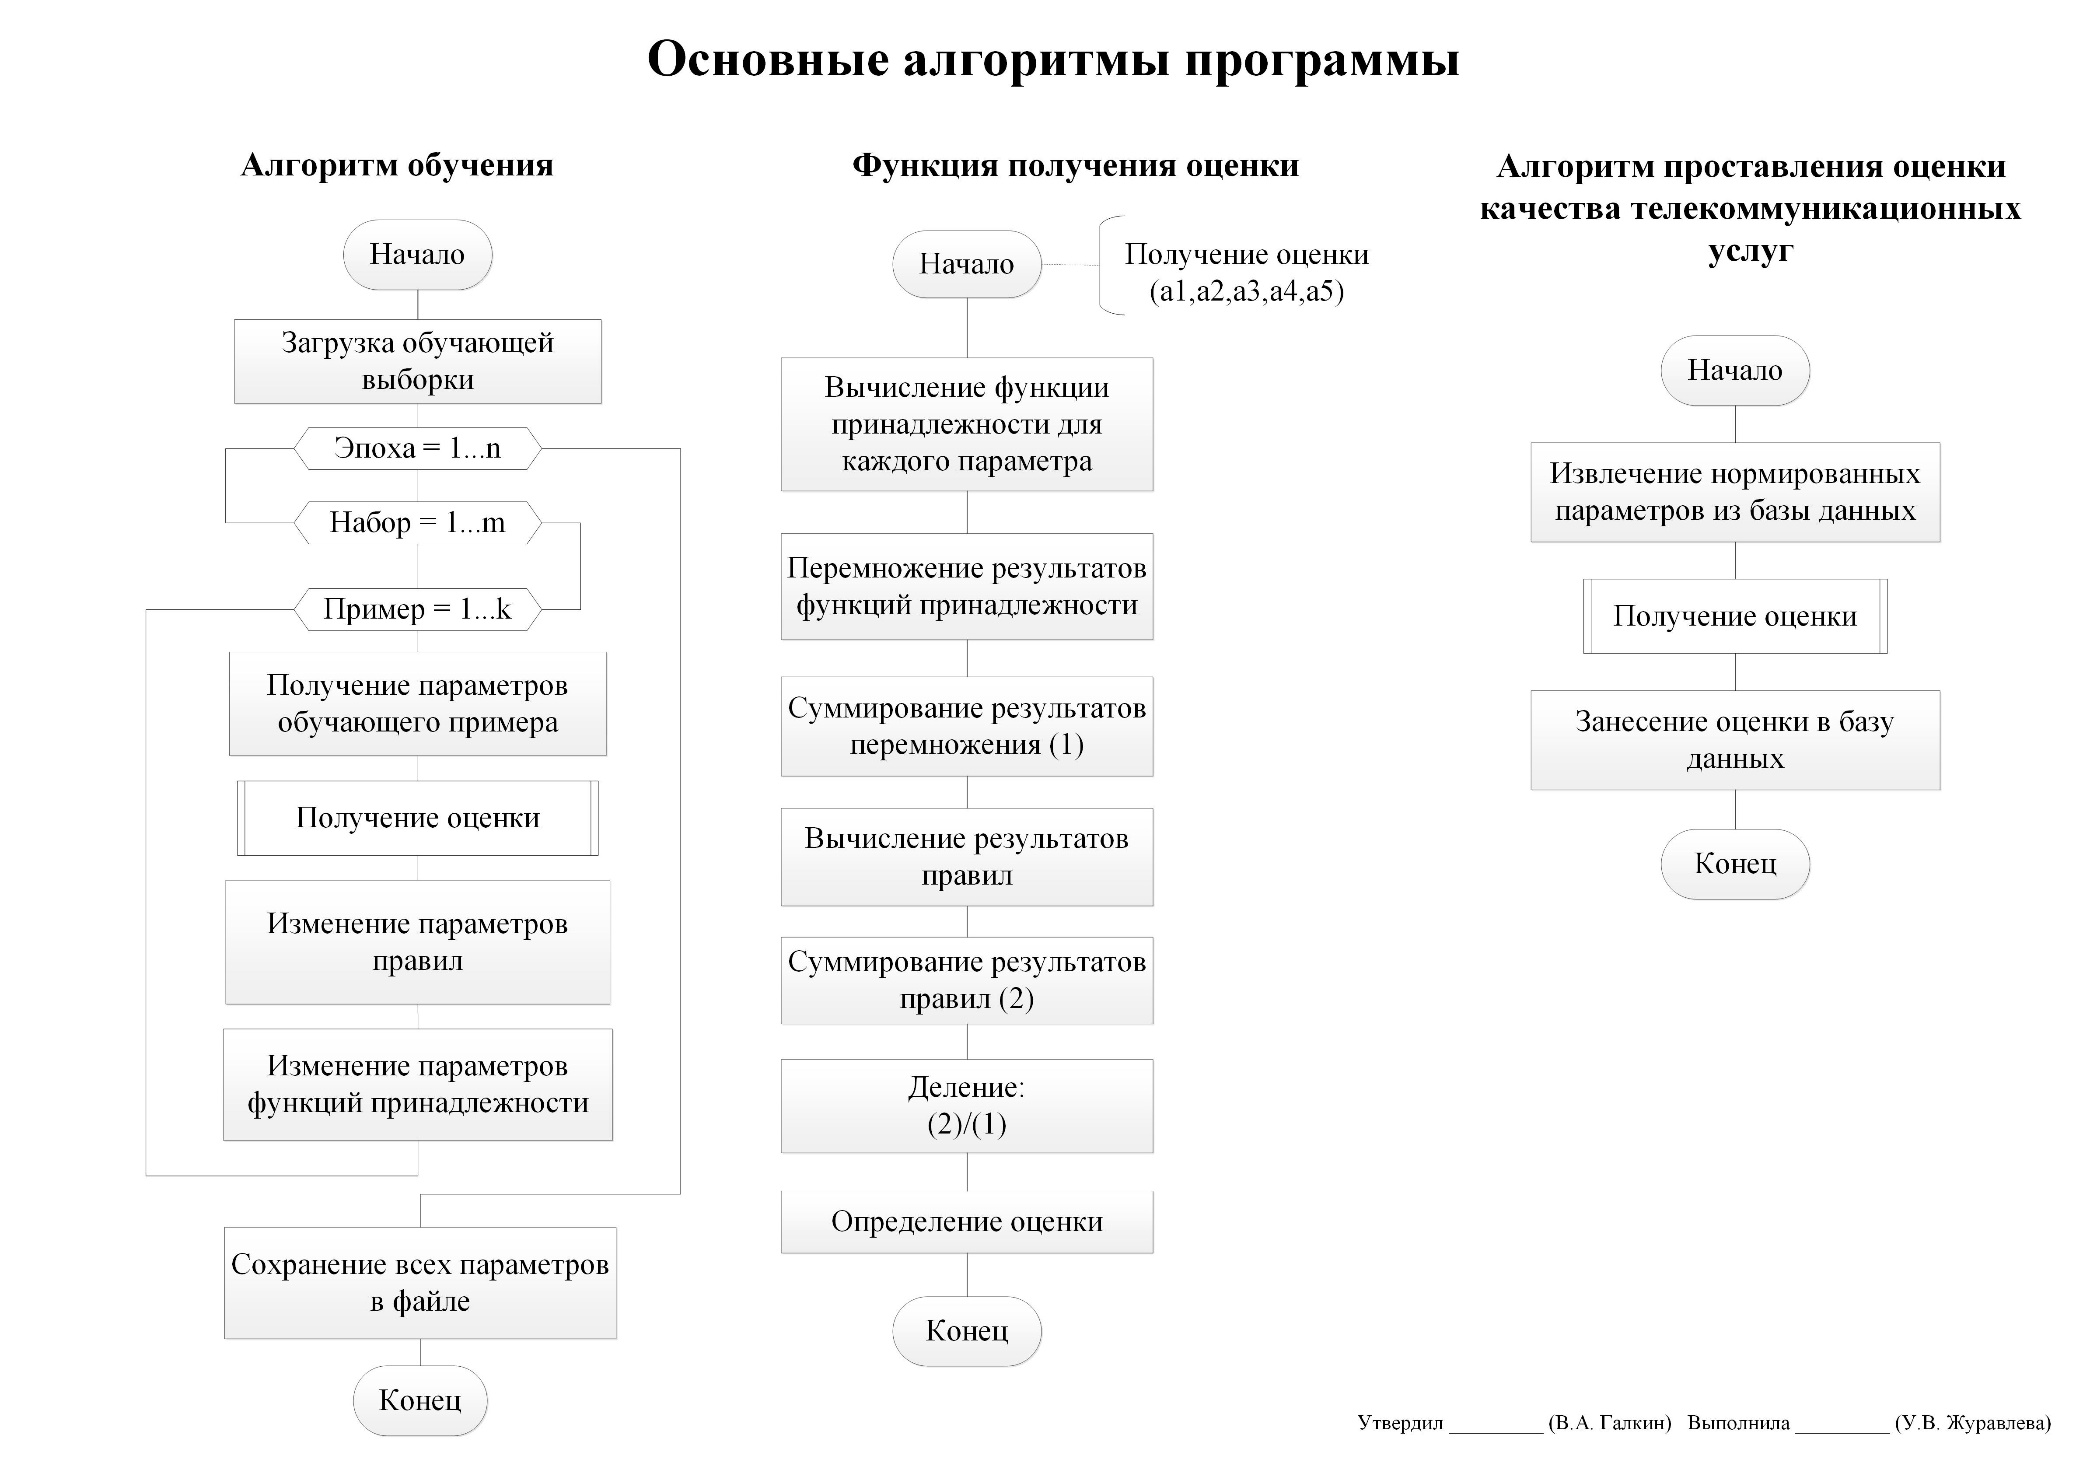 Основные алгоритмы программы
Алгоритм обучения
Начало
Загрузка обучающей
выборки
Эпоха = 1...n
Набор = 1...m
Пример = 1...k
Получение параметров
обучающего примера
Получение оценки
Изменение параметров
правил
Изменение параметров
функций принадлежности
Сохранение всех параметров
в файле
Конец
Функция получения оценки
Начало
Получение оценки
(a1,a2,a3,a4,a5)
Вычисление функции
принадлежности для
каждого параметра
Перемножение результатов
функций принадлежности
Суммирование результатов
перемножения (1)
Вычисление результатов
правил
Суммирование результатов
правил (2)
Деление:
(2)/(1)
Определение оценки
Конец
Алгоритм проставления оценки
качества телекоммуникационных
услуг
Начало
Извлечение нормированных
параметров из базы данных
Получение оценки
Занесение оценки в базу
данных
Конец
Утвердил _________ (В.А. Галкин) Выполнила _________ (У.В. Журавлева)